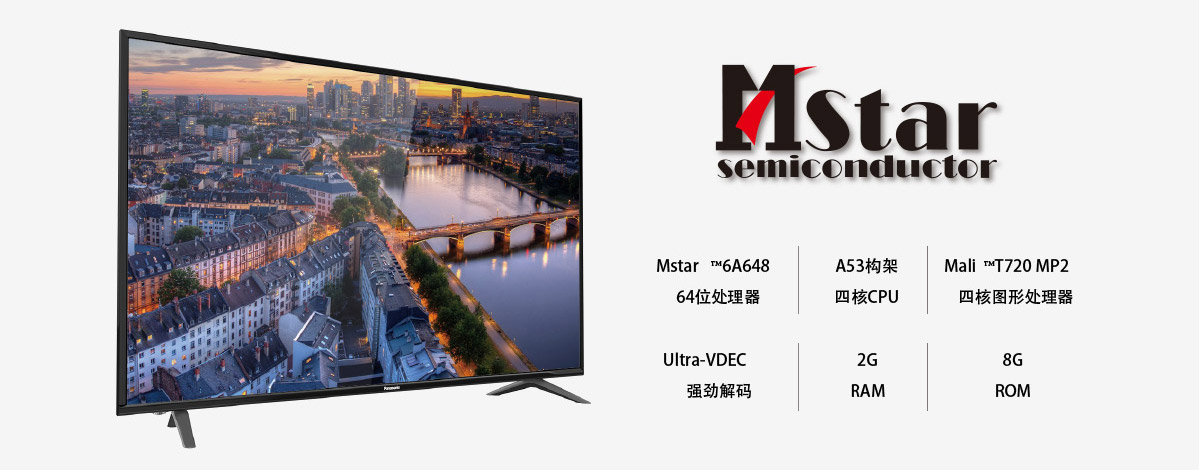 Mstar
semiconductor
Mstar ™6A648
64位处理器
A53构架
四核CPU
Mali ™T720 MP2
四核图形处理器
Ultra-VDEC
强劲解码
2G
RAM
8G
ROM
Panasonic